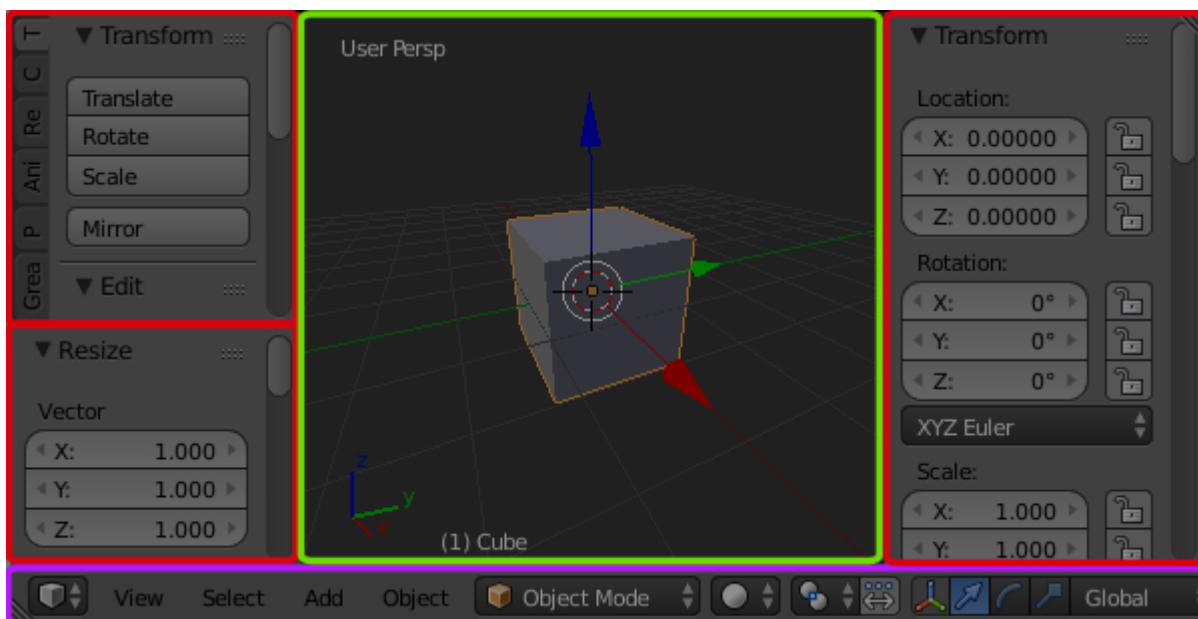 T
C
Re
Ani
P
Grea
Transform
Translate
Rotate
Scale
Mirror
Edit
Resize
Vector
X: 1.000
Y: 1.000
Z: 1.000
User Persp
z
y
x
(1) Cube
Transform
Location:
X: 0.00000
Y: 0.00000
Z: 0.00000
Rotation:
X: 0°
Y: 0°
Z: 0°
XYZ Euler
Scale:
X: 1.000
Y: 1.000
View Select Add Object Object Mode Global